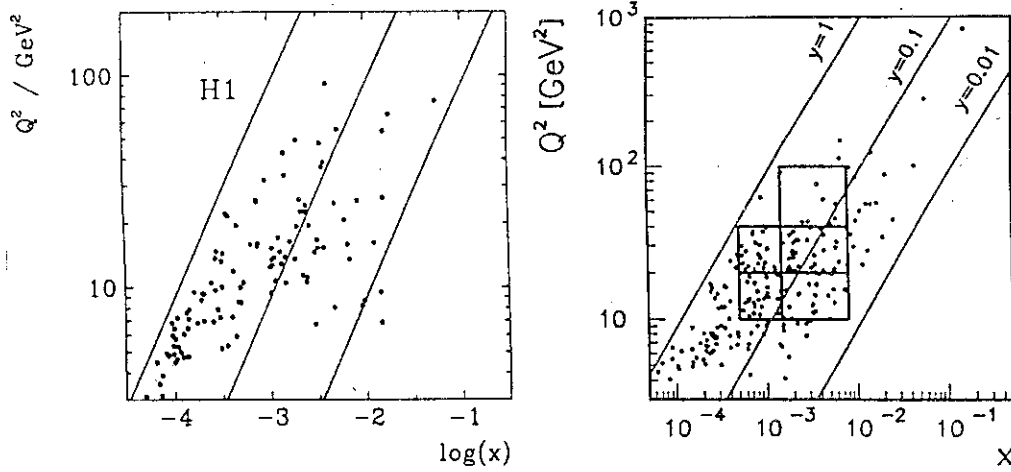 Q² / GeV²
100
10
H1
-4
-3
-2
-1
log(x)
Q² [GeV²]
10³
10²
10
y=1
y=0.1
y=0.01
10⁻⁴
10⁻³
10⁻²
10⁻¹
X